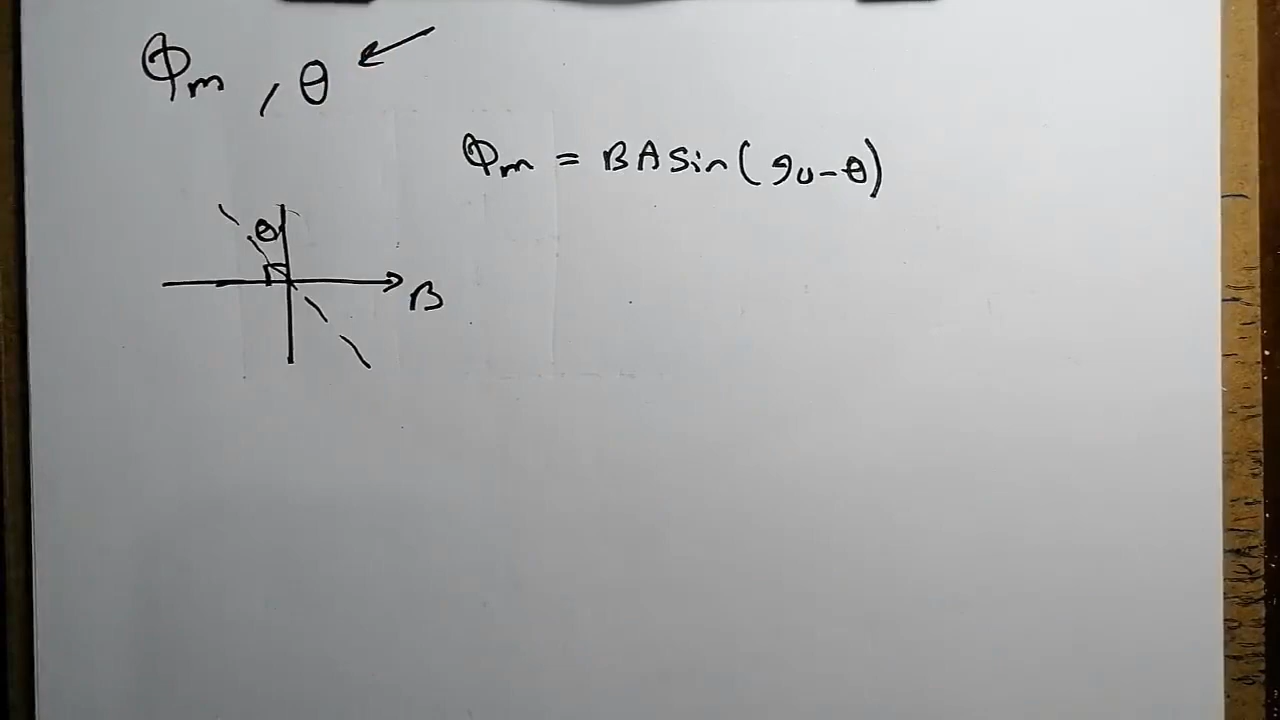 Φm , θ
Φm = BA Sin(90-θ)
θ
B